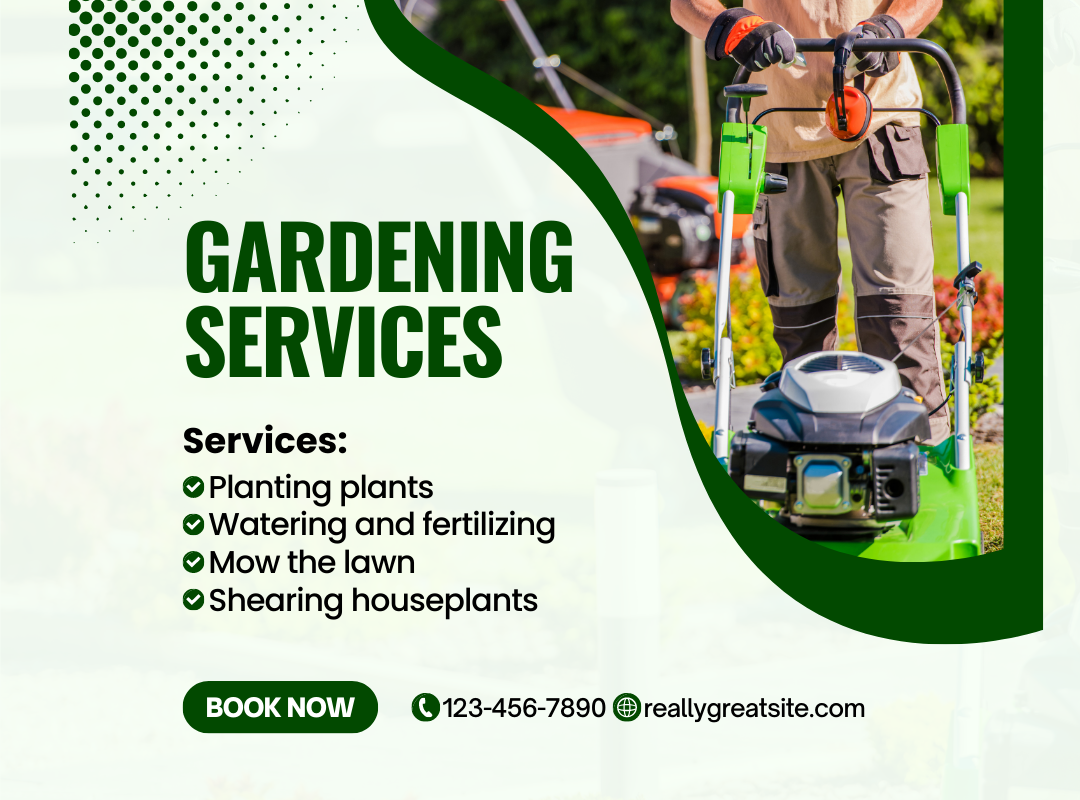 GARDENING
SERVICES
Services:
Planting plants
Watering and fertilizing
Mow the lawn
Shearing houseplants
BOOK NOW
123-456-7890
reallygreatsite.com